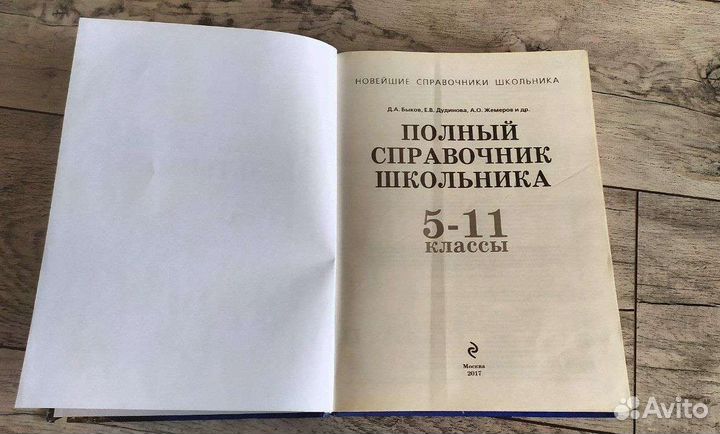 НОВЕЙШИЕ СПРАВОЧНИКИ ШКОЛЬНИКА
Д.А. Быков, Е.В. Дудинова, А.О. Жемеров и др.
ПОЛНЫЙ
СПРАВОЧНИК
ШКОЛЬНИКА
5-11
классы
Москва
2017
Avito